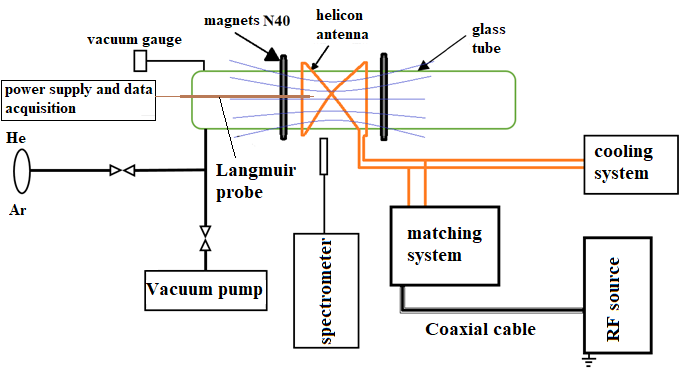 magnets N40
helicon
antenna
glass
tube
vacuum gauge
power supply and data
acquisition
He
Ar
Langmuir
probe
cooling
system
matching
system
Vacuum pump
spectrometer
Coaxial cable
RF source